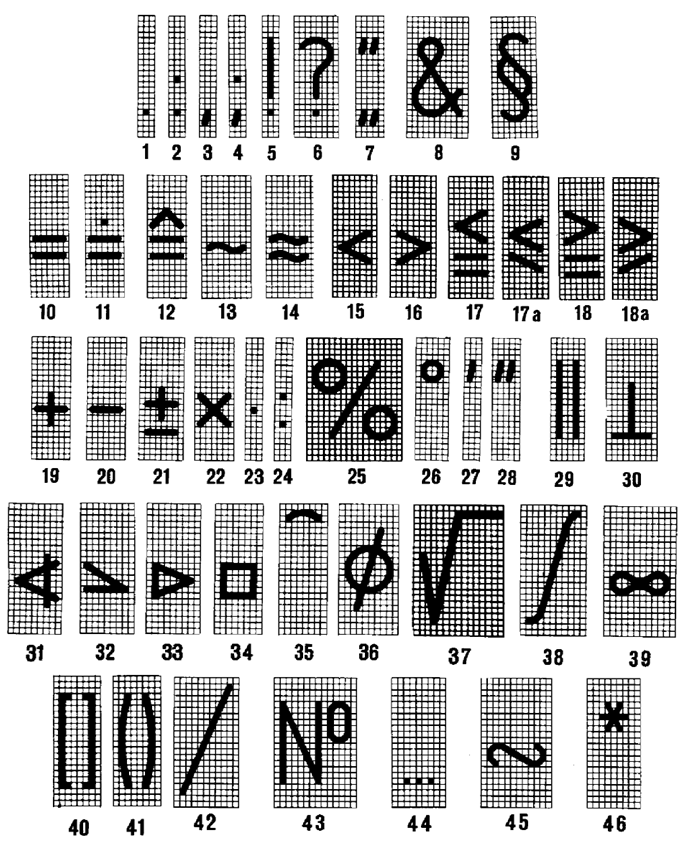 . : , ; ! ? „" & §
1 2 3 4 5 6 7 8 9
= ≐ ≙ ~ ≈ < > ≦ ⩽ ≧ ⩾
10 11 12 13 14 15 16 17 17a 18 18a
+ − ± × · : % ° ′ ″ ‖ ⊥
19 20 21 22 23 24 25 26 27 28 29 30
∢ ∠ ▷ □ ⌒ ⌀ √ ∫ ∞
31 32 33 34 35 36 37 38 39
[ ] ( ) / № ... ∾ *
40 41 42 43 44 45 46